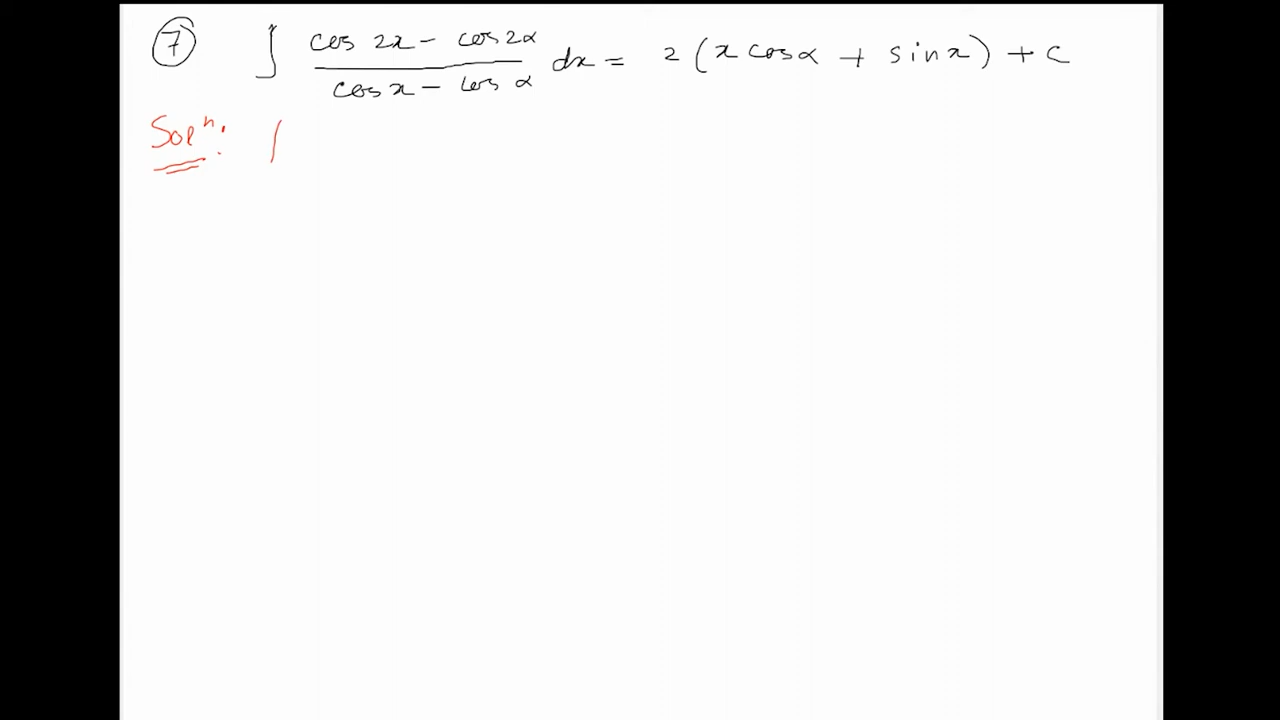 ⑦ ∫ (cos 2x − cos 2α)/(cos x − cos α) dx = 2 (x cos α + sin x) + c
Solⁿ: ∫